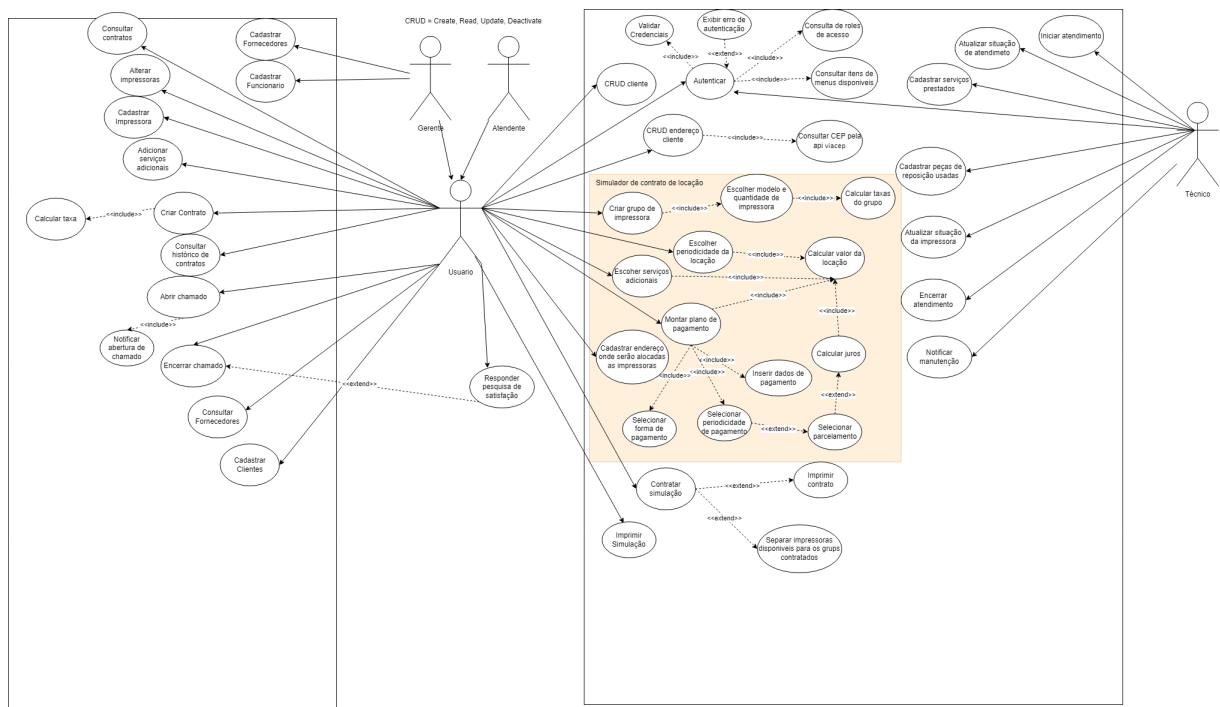 CRUD = Create, Read, Update, Deactivate
Consultar
contratos
Cadastrar
Fornecedores
Alterar
impressoras
Cadastrar
Funcionario
Cadastrar
Impressora
Adicionar
serviços
adicionais
Calcular taxa
<<include>>
Criar Contrato
Consultar
histórico de
contratos
Abrir chamado
<<include>>
Notificar
abertura de
chamado
Encerrar chamado
<<extend>>
Consultar
Fornecedores
Cadastrar
Clientes
Gerente
Atendente
Usuario
Responder
pesquisa de
satisfação
Validar
Credenciais
Exibir erro de
autenticação
Consulta de roles
de acesso
<<include>>
<<extend>>
<<include>>
CRUD cliente
Autenticar
<<include>>
Consultar itens de
menus disponiveis
CRUD endereço
cliente
<<include>>
Consultar CEP pela
api viacep
Simulador de contrato de locação
Criar grupo de
impressora
<<include>>
Escolher modelo e
quantidade de
impressora
<<include>>
Calcular taxas
do grupo
Escolher
periodicidade da
locação
<<include>>
Calcular valor da
locação
Escoher serviços
adicionais
<<include>>
Montar plano de
pagamento
<<include>>
<<include>>
Cadastrar endereço
onde serão alocadas
as impressoras
<<include>>
<<include>>
<<include>>
Calcular juros
Inserir dados de
pagamento
<<extend>>
Selecionar
forma de
pagamento
Selecionar
periodicidade
de pagamento
<<extend>>
Selecionar
parcelamento
Contratar
simulação
<<extend>>
Imprimir
contrato
<<extend>>
Imprimir
Simulação
Separar impressoras
disponiveis para os grups
contratados
Iniciar atendimento
Atualizar situação
de atendimeto
Cadastrar serviços
prestados
Cadastrar peças de
reposição usadas
Técnico
Atualizar situação
da impressora
Encerrar
atendimento
Notificar
manutenção